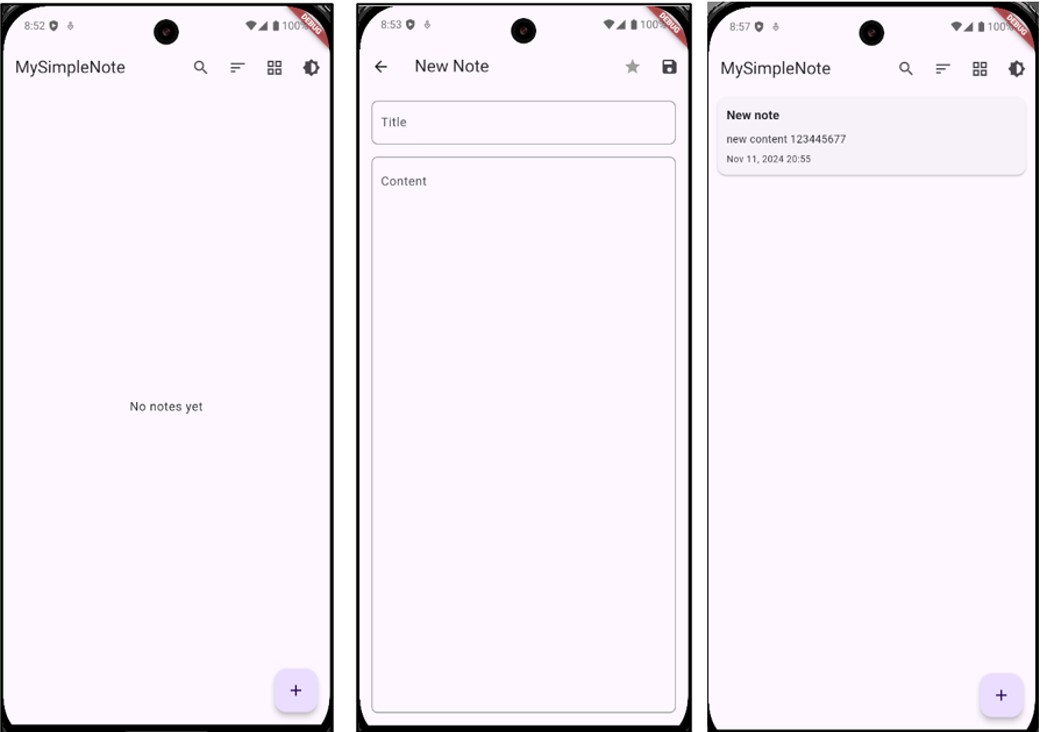 8:52 100%
DEBUG
MySimpleNote
No notes yet
+
8:53 100%
DEBUG
New Note
Title
Content
8:57 100%
DEBUG
MySimpleNote
New note
new content 123445677
Nov 11, 2024 20:55
+